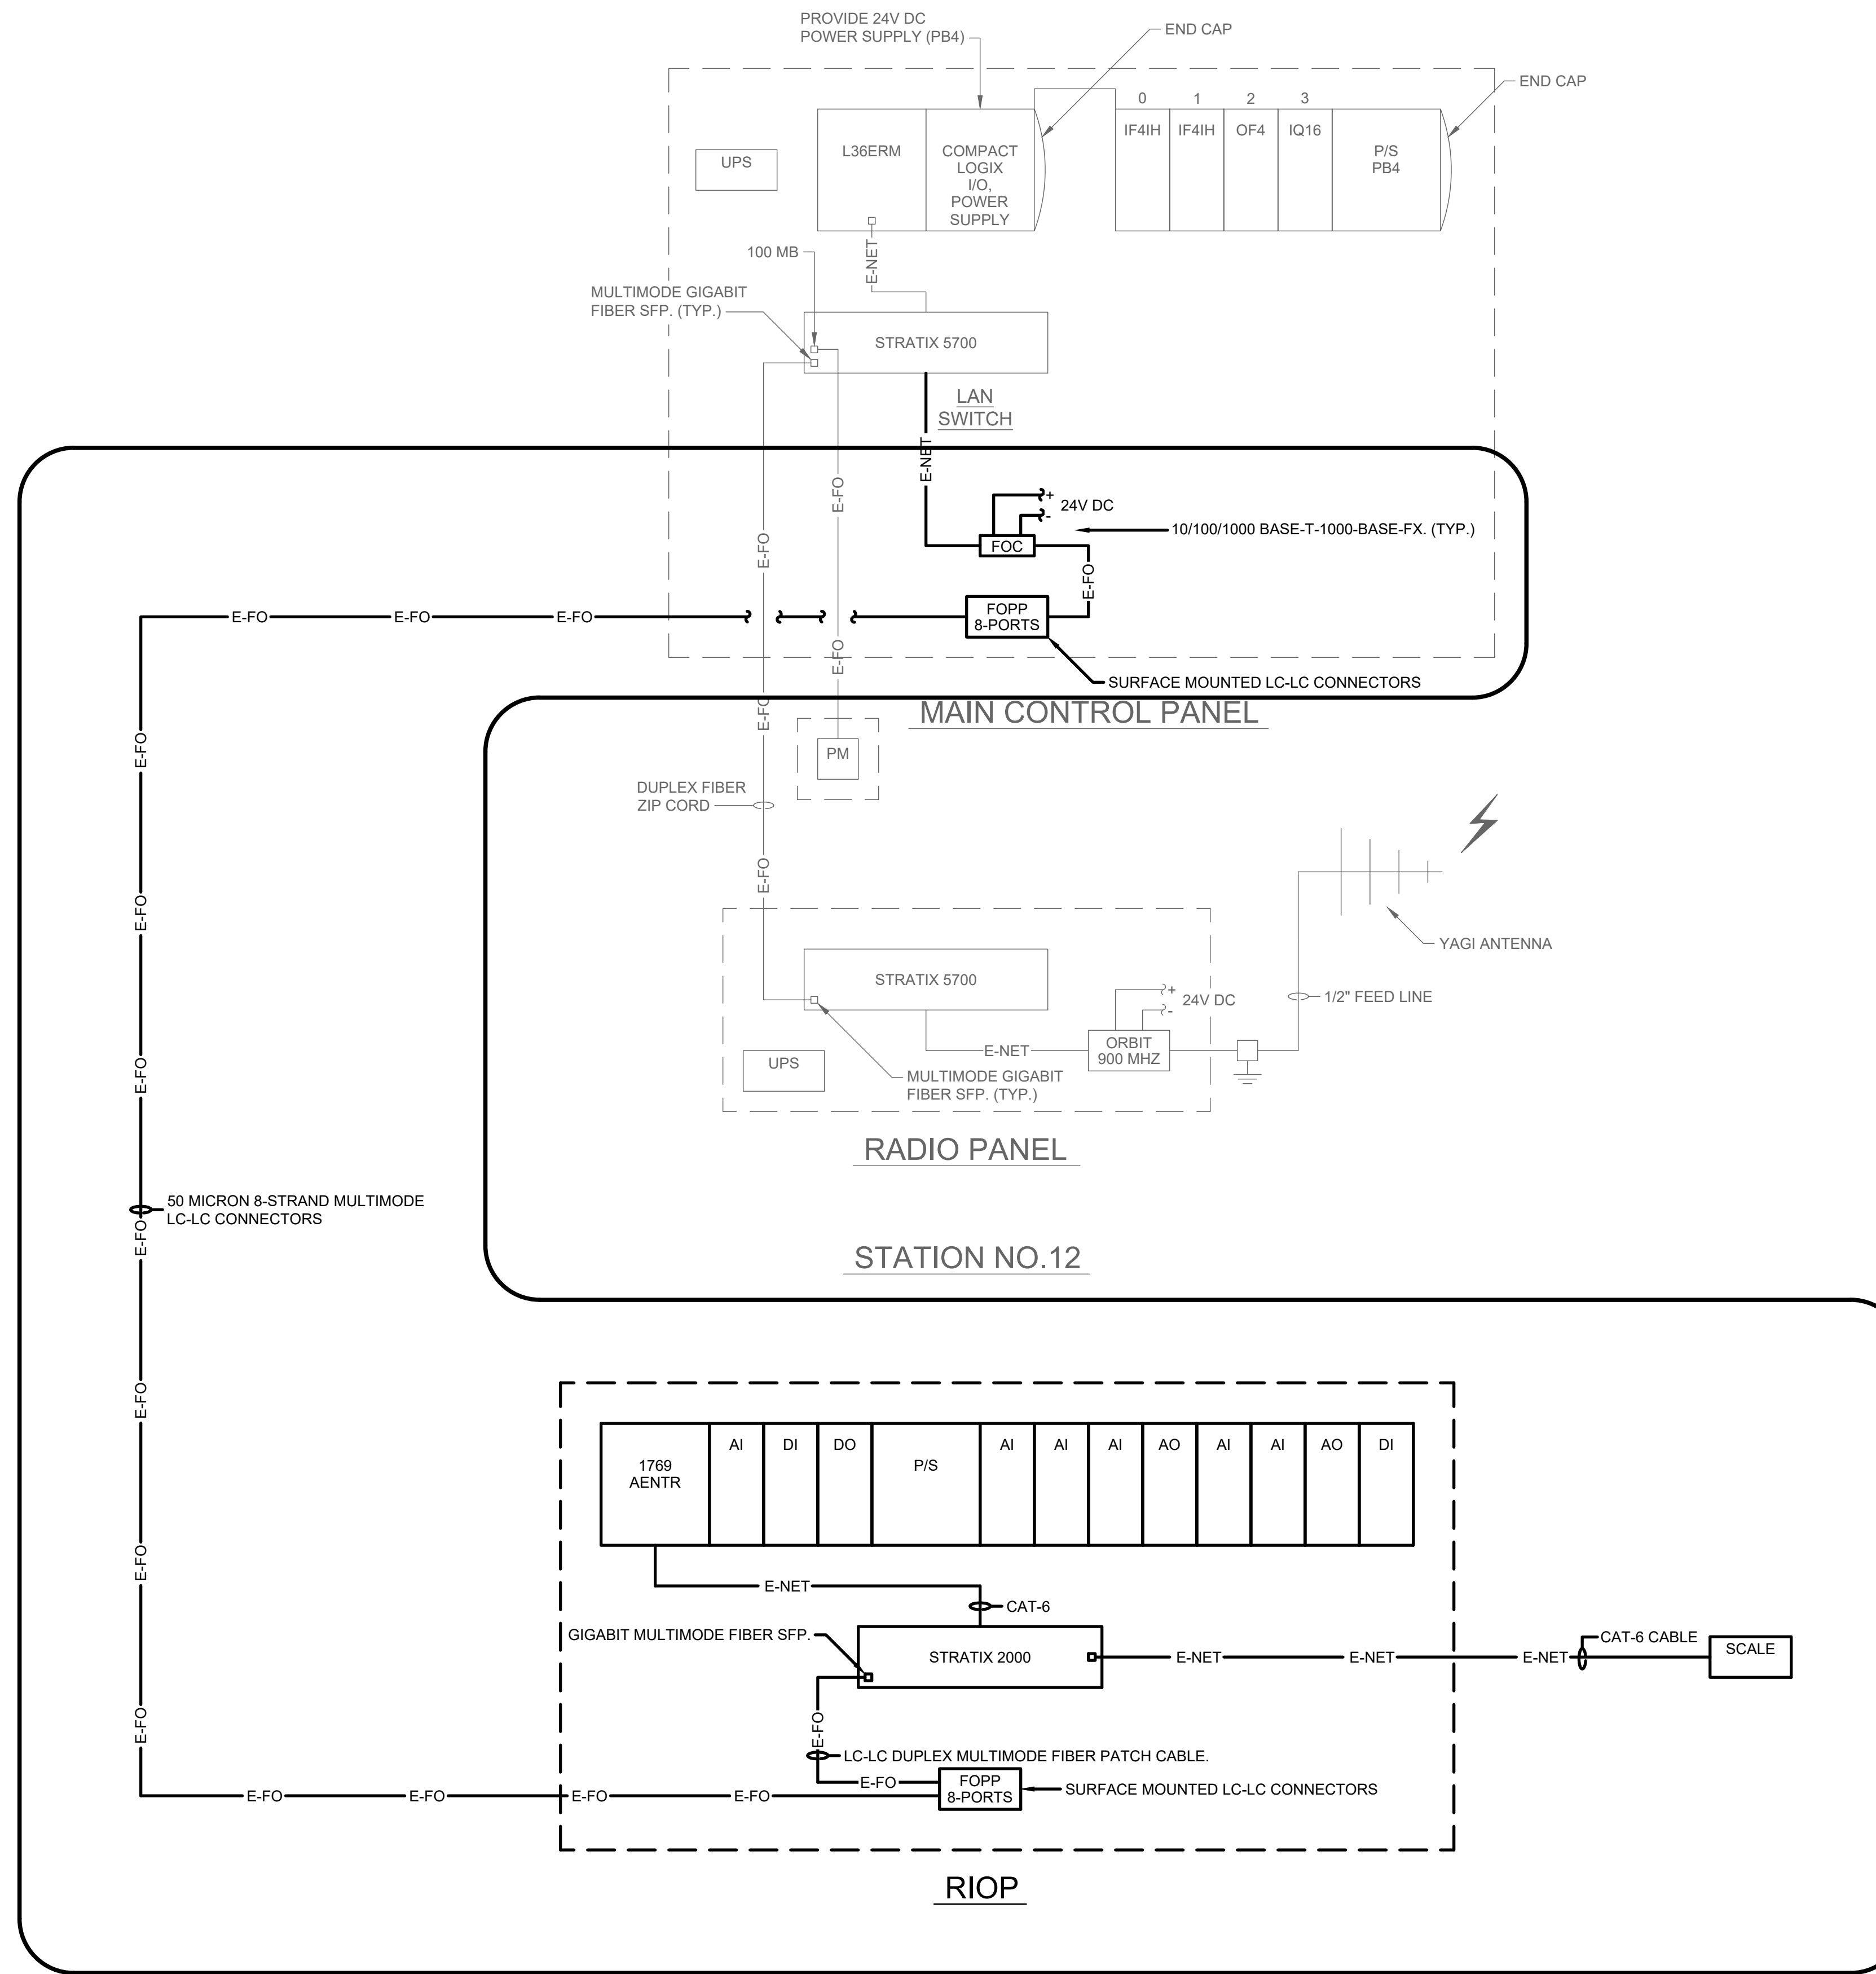 PROVIDE 24V DC
POWER SUPPLY (PB4)
END CAP
END CAP
0 1 2 3
IF4IH IF4IH OF4 IQ16
UPS
L36ERM
COMPACT
LOGIX
I/O,
POWER
SUPPLY
P/S
PB4
E-NET
100 MB
MULTIMODE GIGABIT
FIBER SFP. (TYP.)
STRATIX 5700
LAN
SWITCH
E-NET
E-FO
E-FO
+
24V DC
-
10/100/1000 BASE-T-1000-BASE-FX. (TYP.)
FOC
E-FO
E-FO E-FO E-FO
FOPP
8-PORTS
E-FO
SURFACE MOUNTED LC-LC CONNECTORS
E-FO
MAIN CONTROL PANEL
E-FO
PM
DUPLEX FIBER
ZIP CORD
E-FO
E-FO
YAGI ANTENNA
STRATIX 5700
+
24V DC
-
1/2" FEED LINE
E-NET
ORBIT
900 MHZ
UPS
MULTIMODE GIGABIT
FIBER SFP. (TYP.)
E-FO
RADIO PANEL
50 MICRON 8-STRAND MULTIMODE
LC-LC CONNECTORS
E-FO
STATION NO.12
E-FO
1769
AENTR
AI DI DO
P/S
AI AI AI AO AI AI AO DI
E-FO
E-NET
CAT-6
GIGABIT MULTIMODE FIBER SFP.
STRATIX 2000
E-NET E-NET E-NET
CAT-6 CABLE
SCALE
E-FO
E-FO
LC-LC DUPLEX MULTIMODE FIBER PATCH CABLE.
E-FO
FOPP
8-PORTS
SURFACE MOUNTED LC-LC CONNECTORS
E-FO E-FO E-FO E-FO
RIOP